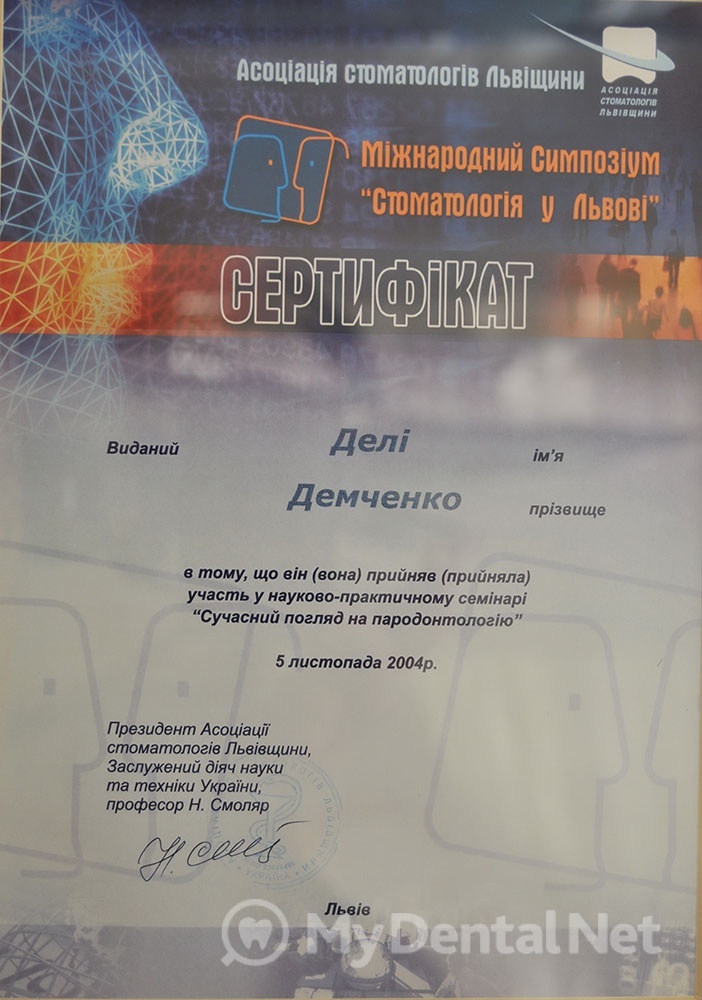 Асоціація стоматологів Львіщини
АСОЦІАЦІЯ
СТОМАТОЛОГІВ
ЛЬВІВЩИНИ
Міжнародний Симпозіум
“Стоматологія у Львові”
СЕРТИФІКАТ
Виданий Делі ім’я
Демченко прізвище
в тому, що він (вона) прийняв (прийняла)
участь у науково-практичному семінарі
“Сучасний погляд на пародонтологію”
5 листопада 2004р.
Президент Асоціації
стоматологів Львівщини,
Заслужений діяч науки
та техніки України,
професор Н. Смоляр
Львів
MyDentalNet